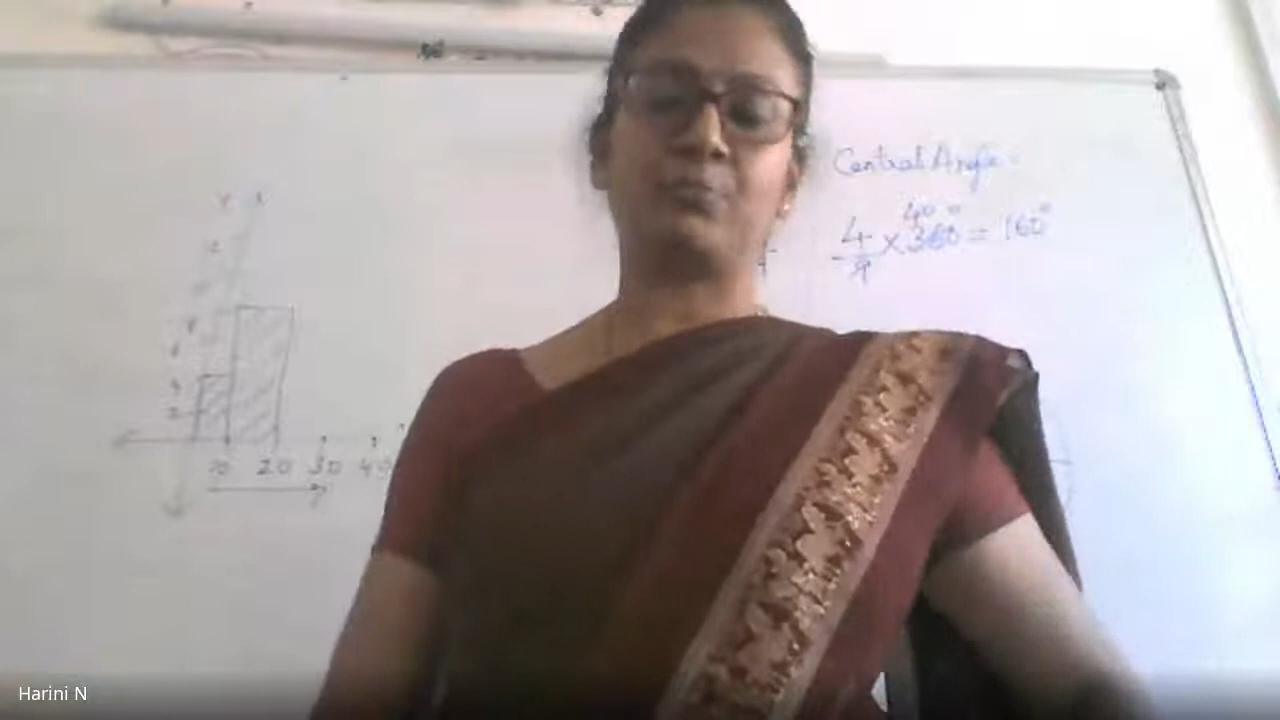 Central Angle =
40°
4/9 × 360° = 160°
10 20 30 40
Harini N